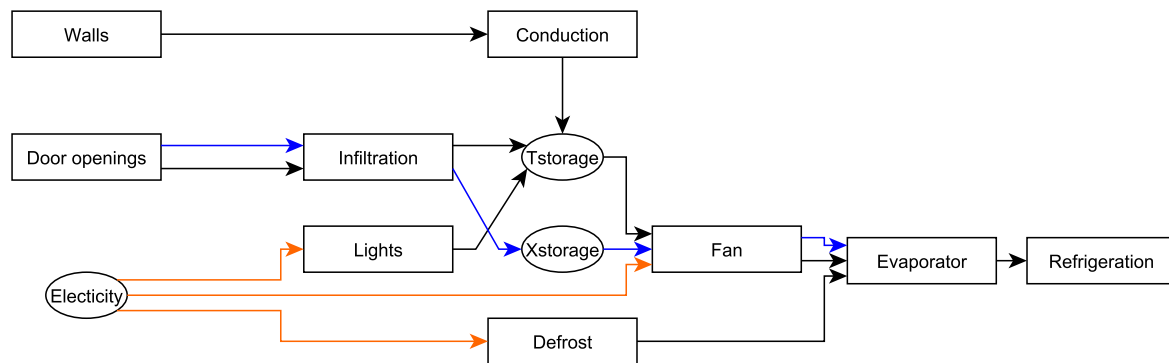 Walls
Conduction
Door openings
Infiltration
Tstorage
Lights
Xstorage
Fan
Evaporator
Refrigeration
Electicity
Defrost